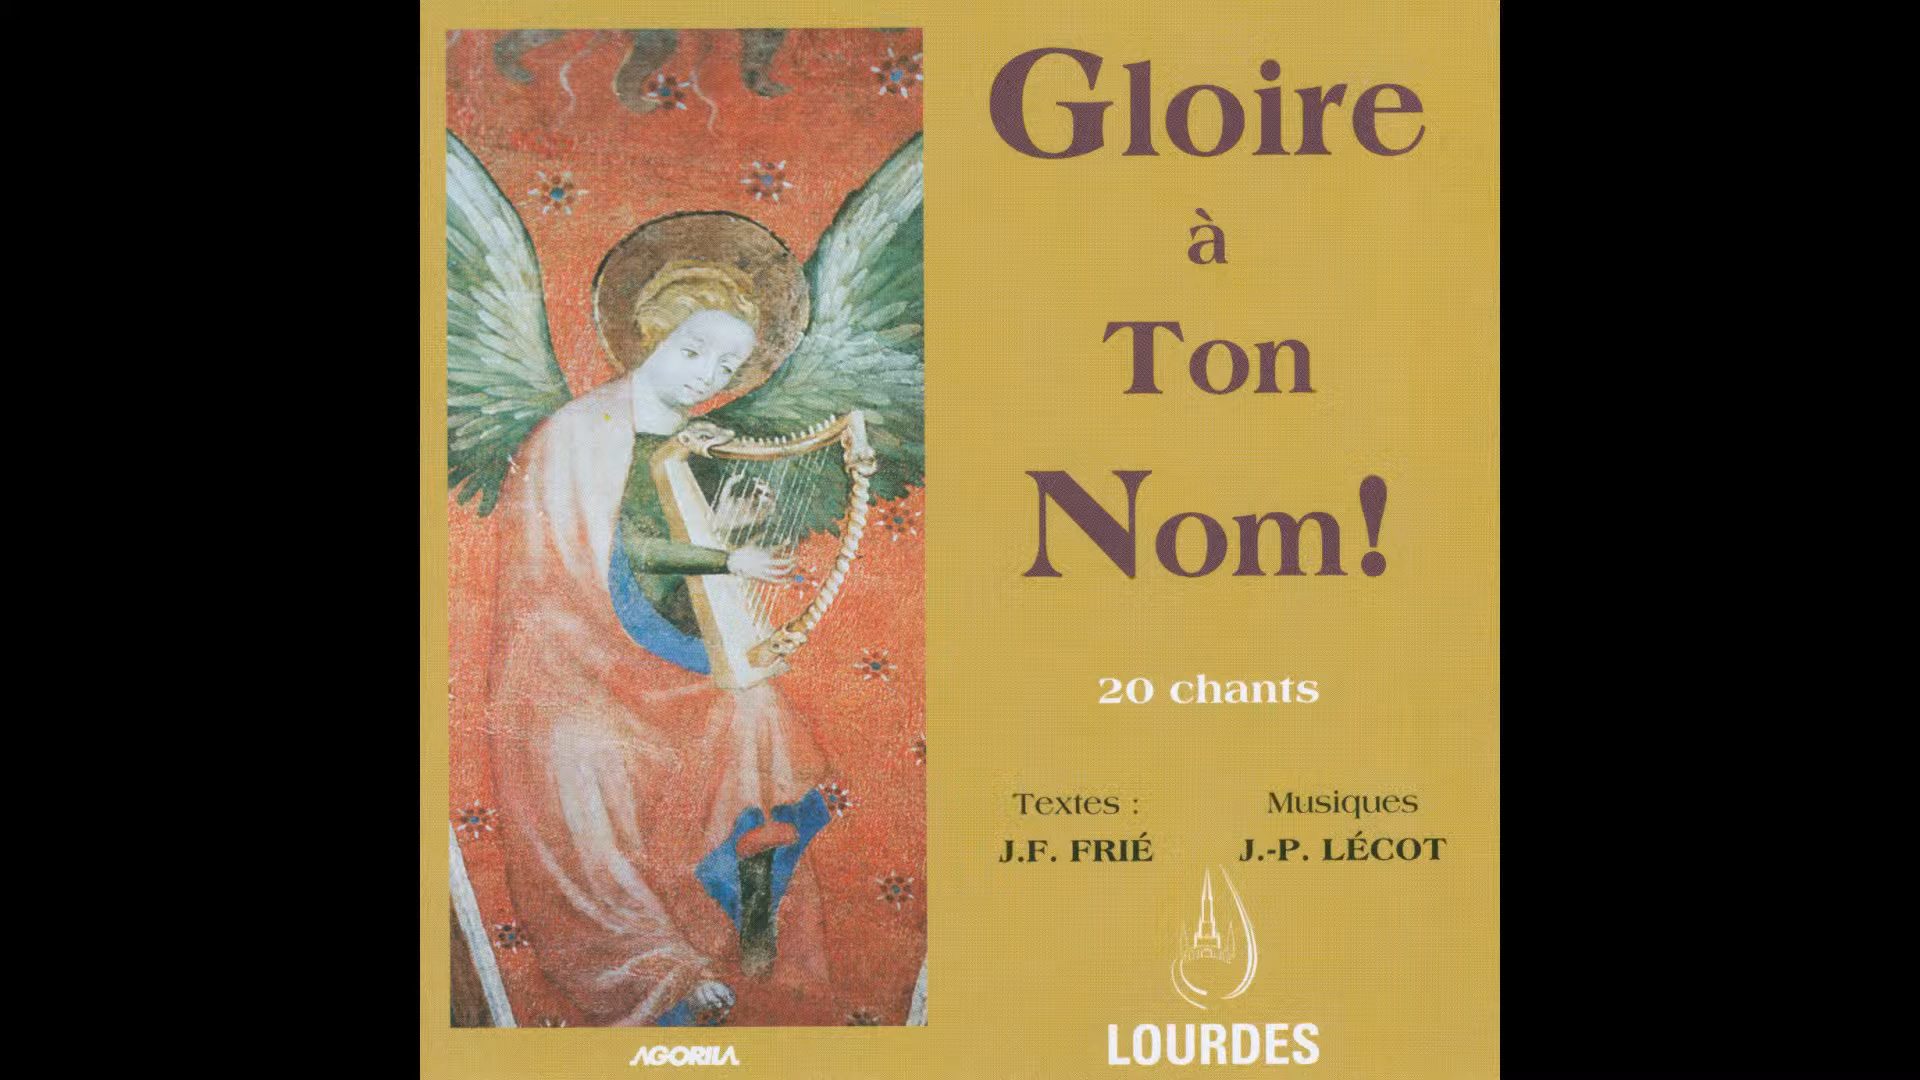 Gloire
à
Ton
Nom!
20 chants
Textes :
J.F. FRIÉ
Musiques
J.-P. LÉCOT
LOURDES
AGORILA